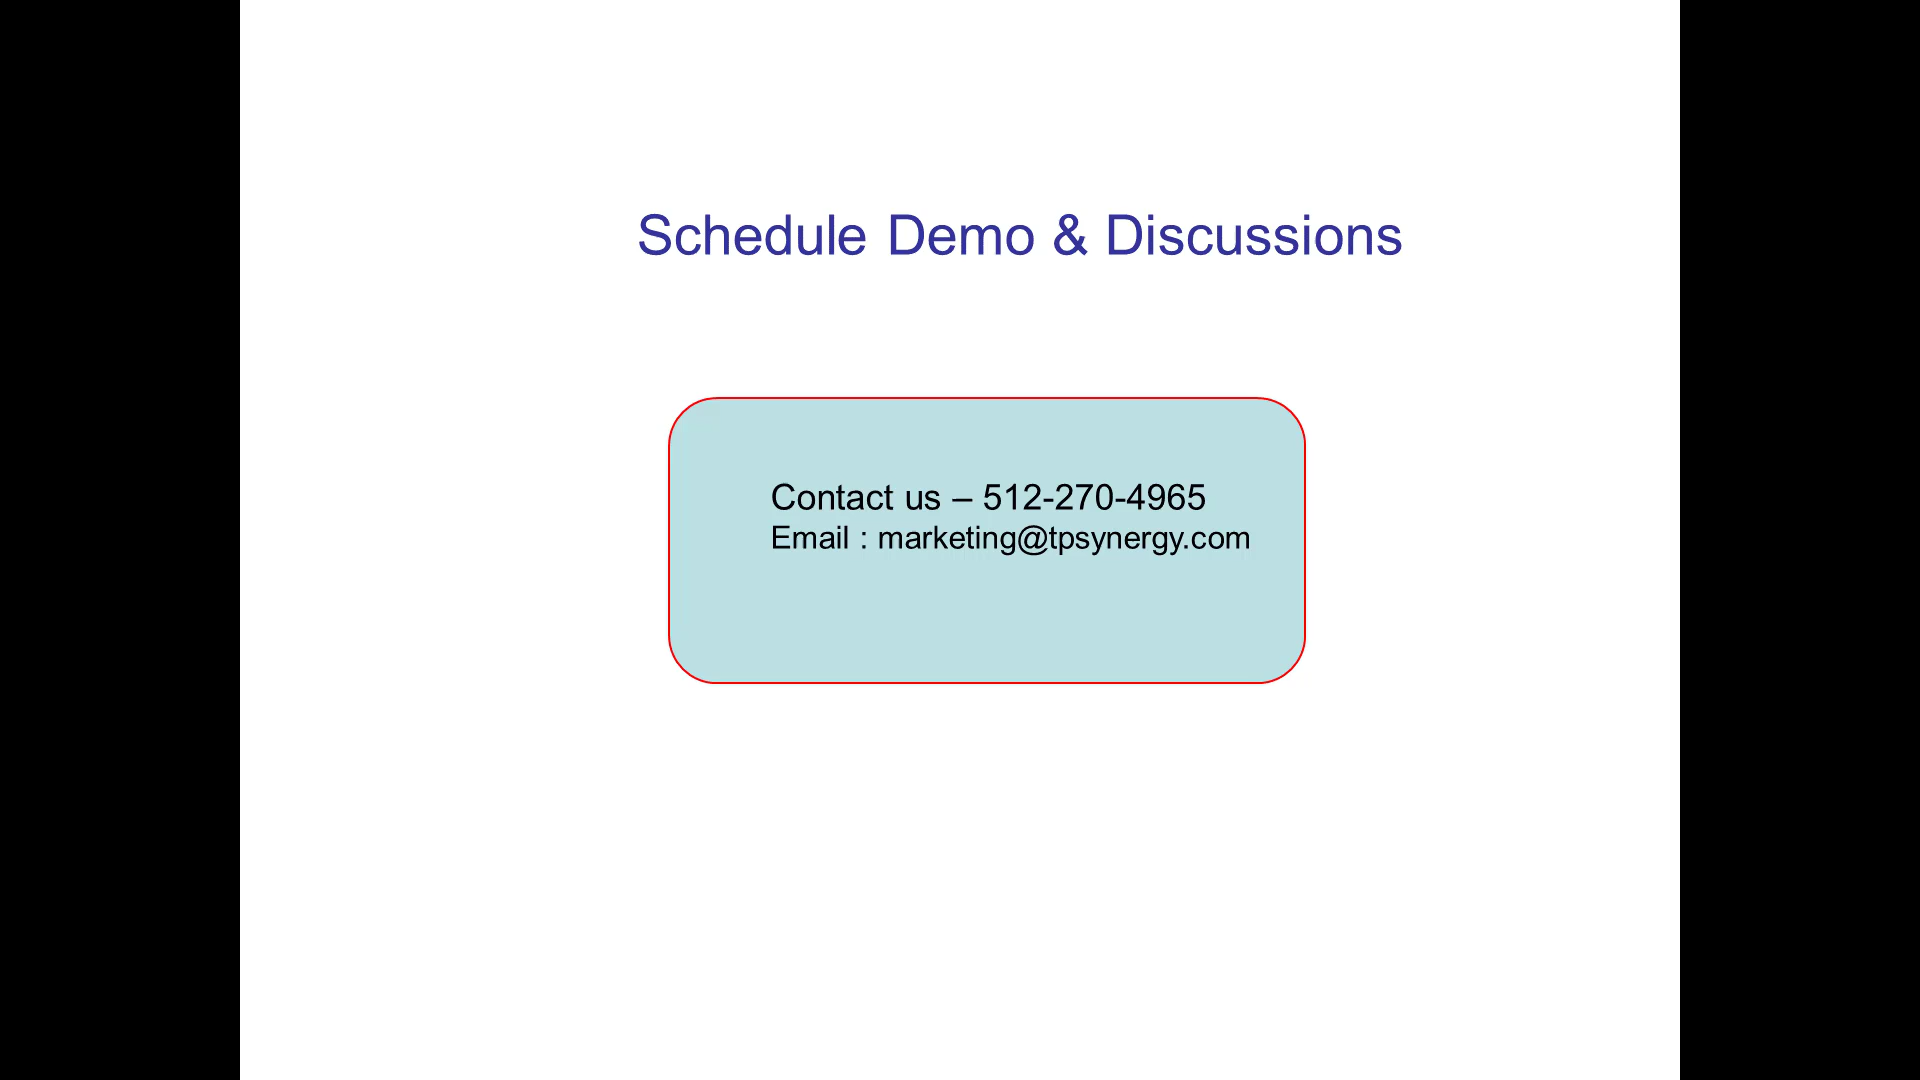 Schedule Demo & Discussions
Contact us – 512-270-4965
Email : marketing@tpsynergy.com